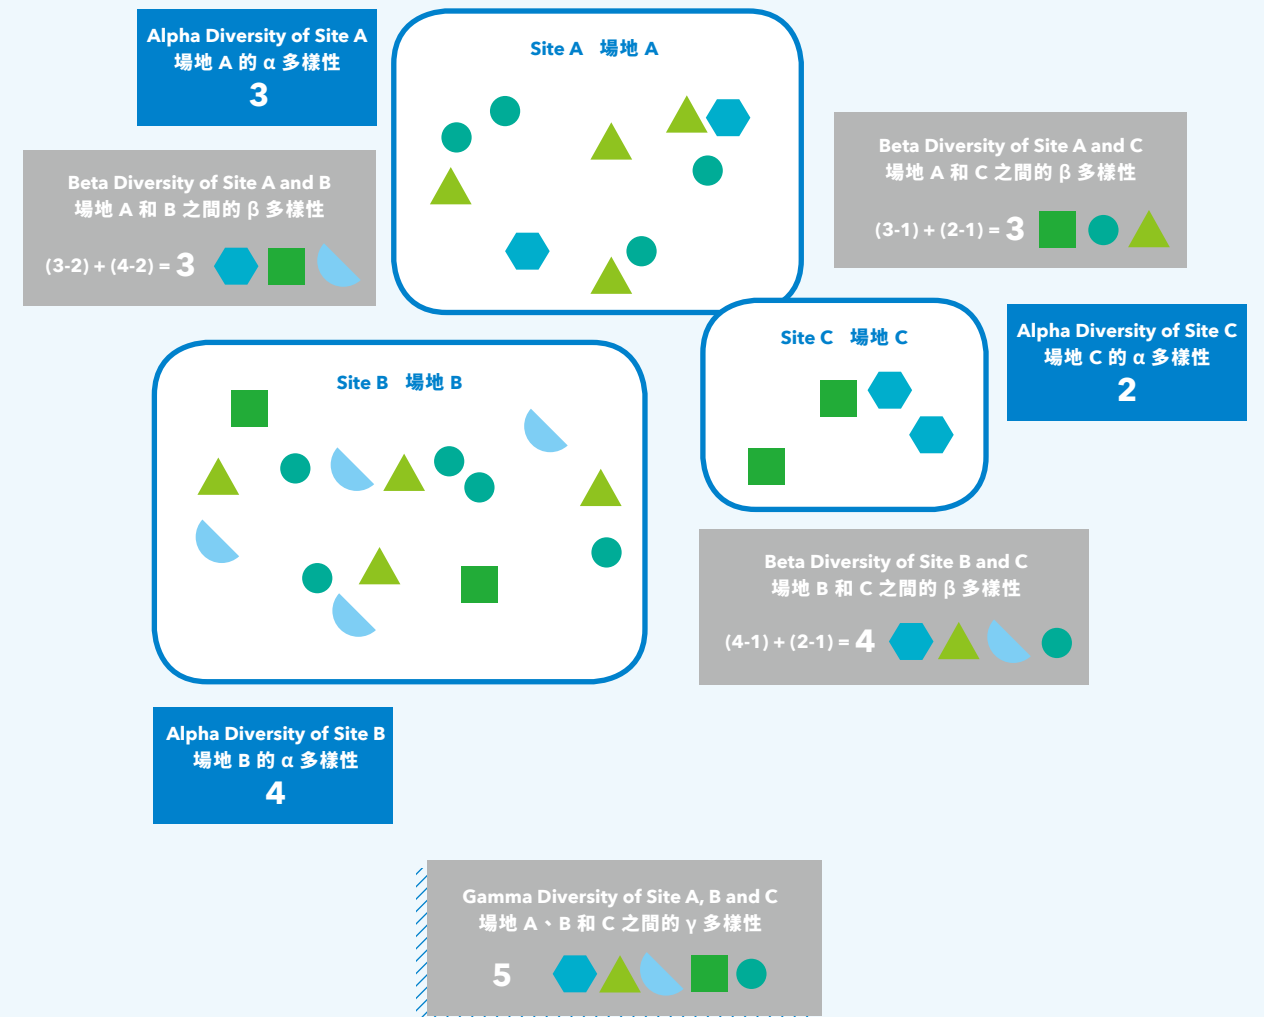 Alpha Diversity of Site A
場地 A 的 α 多樣性
3
Site A 場地 A
Beta Diversity of Site A and B
場地 A 和 B 之間的 β 多樣性
(3-2) + (4-2) = 3
Beta Diversity of Site A and C
場地 A 和 C 之間的 β 多樣性
(3-1) + (2-1) = 3
Site C 場地 C
Alpha Diversity of Site C
場地 C 的 α 多樣性
2
Site B 場地 B
Beta Diversity of Site B and C
場地 B 和 C 之間的 β 多樣性
(4-1) + (2-1) = 4
Alpha Diversity of Site B
場地 B 的 α 多樣性
4
Gamma Diversity of Site A, B and C
場地 A、B 和 C 之間的 γ 多樣性
5